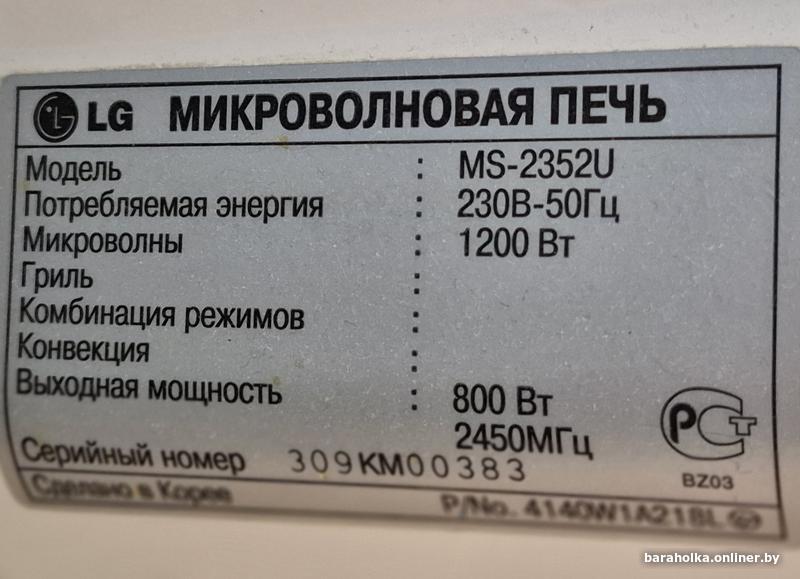 LG МИКРОВОЛНОВАЯ ПЕЧЬ
Модель : MS-2352U
Потребляемая энергия : 230В-50Гц
Микроволны : 1200 Вт
Гриль :
Комбинация режимов :
Конвекция :
Выходная мощность : 800 Вт
2450МГц
Серийный номер 309KM00383
РСТ
BZ03
Сделано в Корее P/No. 4140W1A218L
baraholka.onliner.by